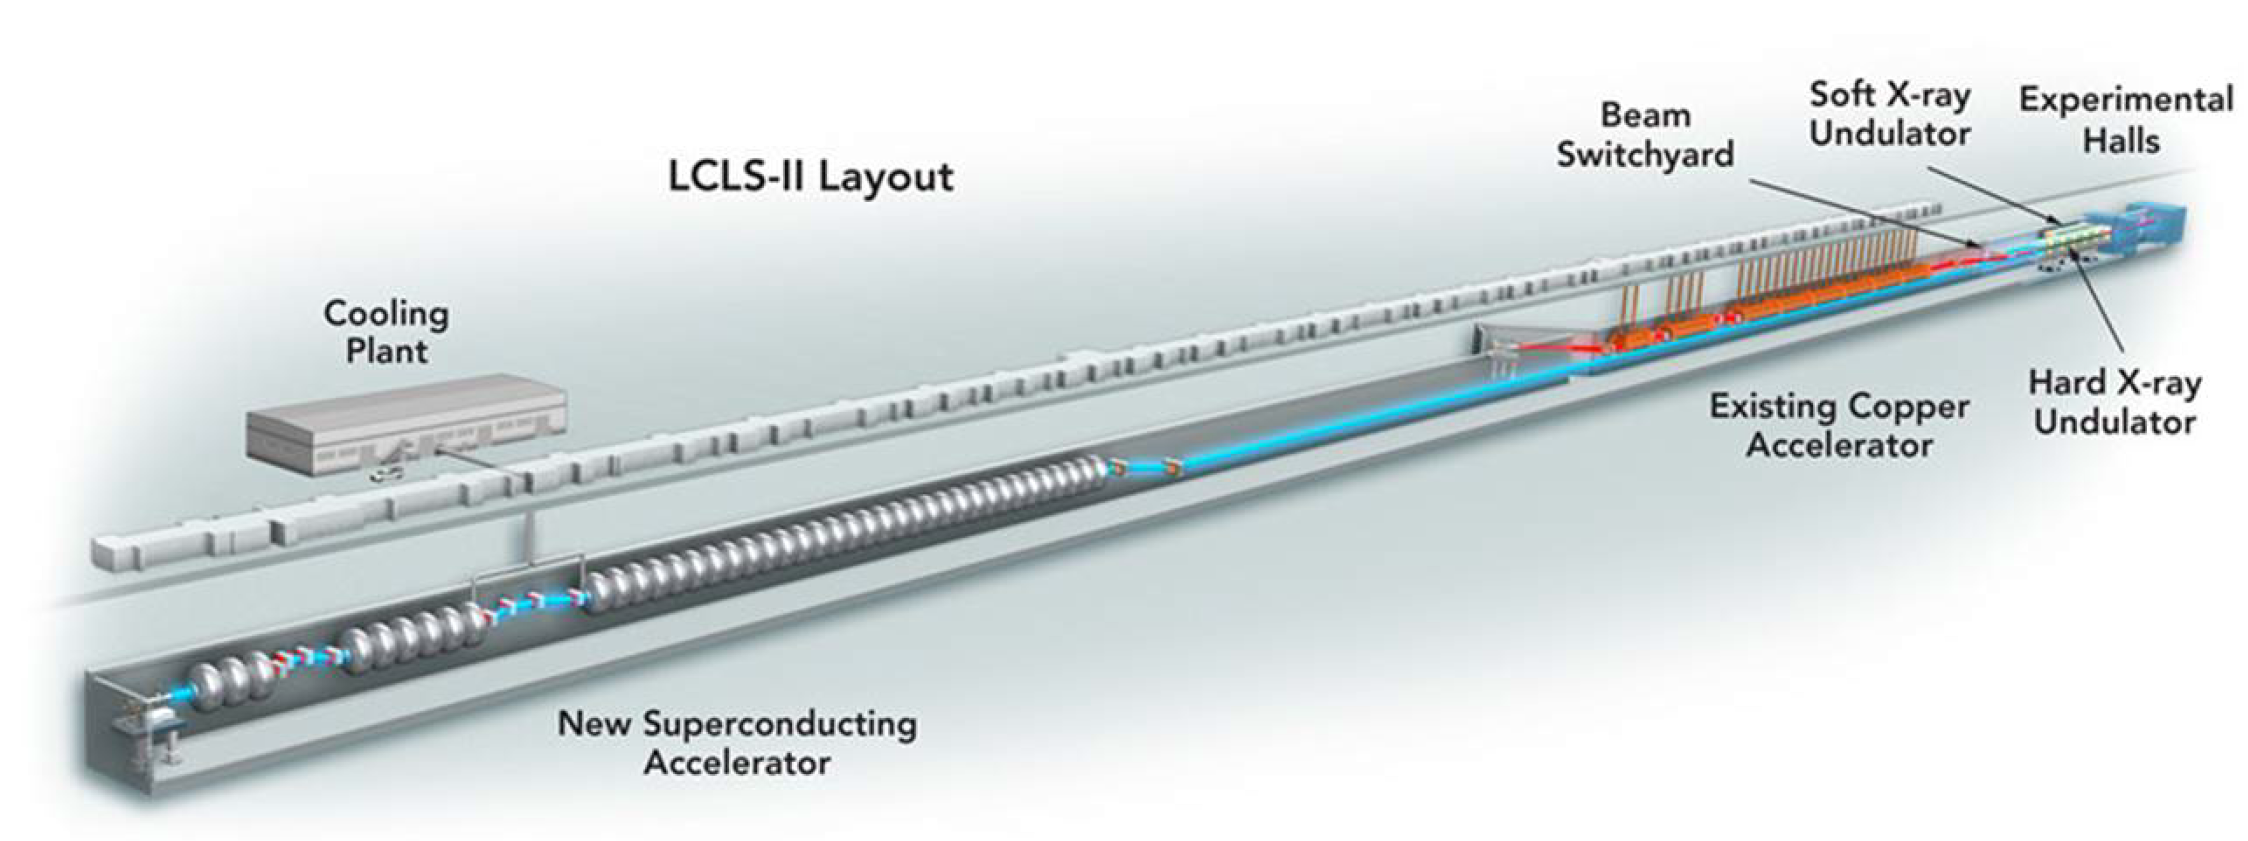 LCLS-II Layout
Cooling
Plant
New Superconducting
Accelerator
Beam
Switchyard
Soft X-ray
Undulator
Experimental
Halls
Existing Copper
Accelerator
Hard X-ray
Undulator